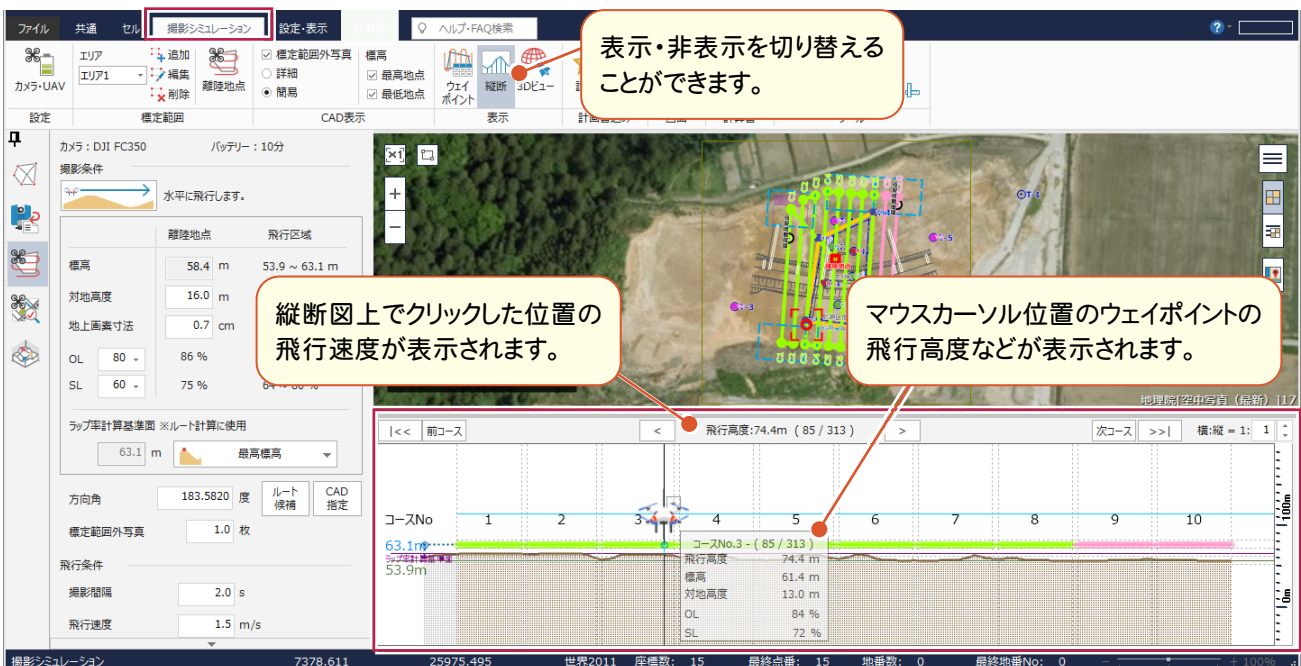 ファイル 共通 セル 撮影シミュレーション 設定・表示 ヘルプ・FAQ検索
表示・非表示を切り替える
ことができます。
カメラ・UAV
エリア
エリア1
追加
編集
削除
離陸地点
標定範囲外写真
詳細
簡易
標高
最高地点
最低地点
ウェイ
ポイント
縦断
3Dビュー
設定 標定範囲 CAD表示 表示
カメラ : DJI FC350 バッテリー : 10分
撮影条件
水平に飛行します。
離陸地点 飛行区域
標高 58.4 m 53.9 ~ 63.1 m
対地高度 16.0 m
地上画素寸法 0.7 cm
OL 80 86 %
SL 60 75 %
ラップ率計算基準面 ※ルート計算に使用
63.1 m 最高標高
方向角 183.5820 度 ルート
候補 CAD
指定
標定範囲外写真 1.0 枚
飛行条件
撮影間隔 2.0 s
飛行速度 1.5 m/s
T-1
縦断図上でクリックした位置の
飛行速度が表示されます。
マウスカーソル位置のウェイポイントの
飛行高度などが表示されます。
地理院[空中写真（最新）]17
|<< 前コース < 飛行高度:74.4m ( 85 / 313 ) > 次コース >>| 横:縦 = 1: 1
コースNo 1 2 3 4 5 6 7 8 9 10
100m
0m
63.1m
ラップ率計算基準面
53.9m
コースNo.3 - ( 85 / 313 )
飛行高度 74.4 m
標高 61.4 m
対地高度 13.0 m
OL 84 %
SL 72 %
撮影シミュレーション 7378.611 25975.495 世界2011 座標数: 15 最終点番: 15 地番数: 0 最終地番No: 0 − + 100%